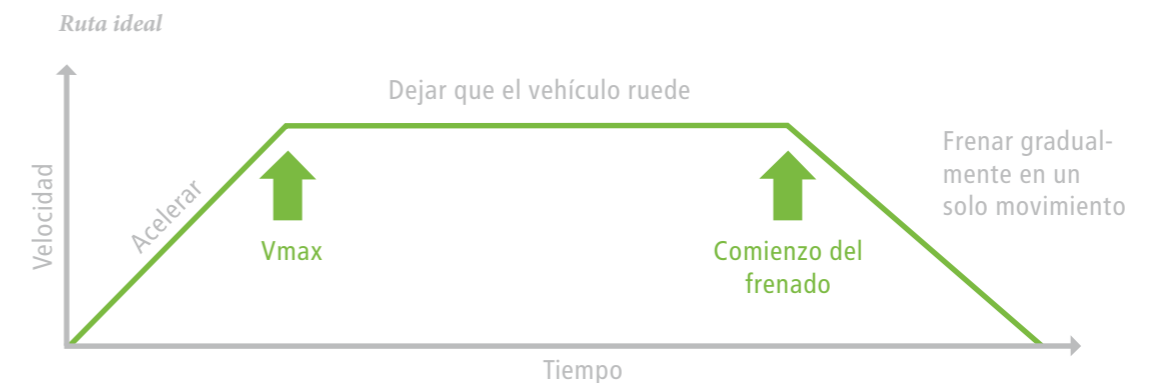 Ruta ideal
Dejar que el vehículo ruede
Frenar gradual-
mente en un
solo movimiento
Velocidad
Acelerar
Vmax
Comienzo del
frenado
Tiempo